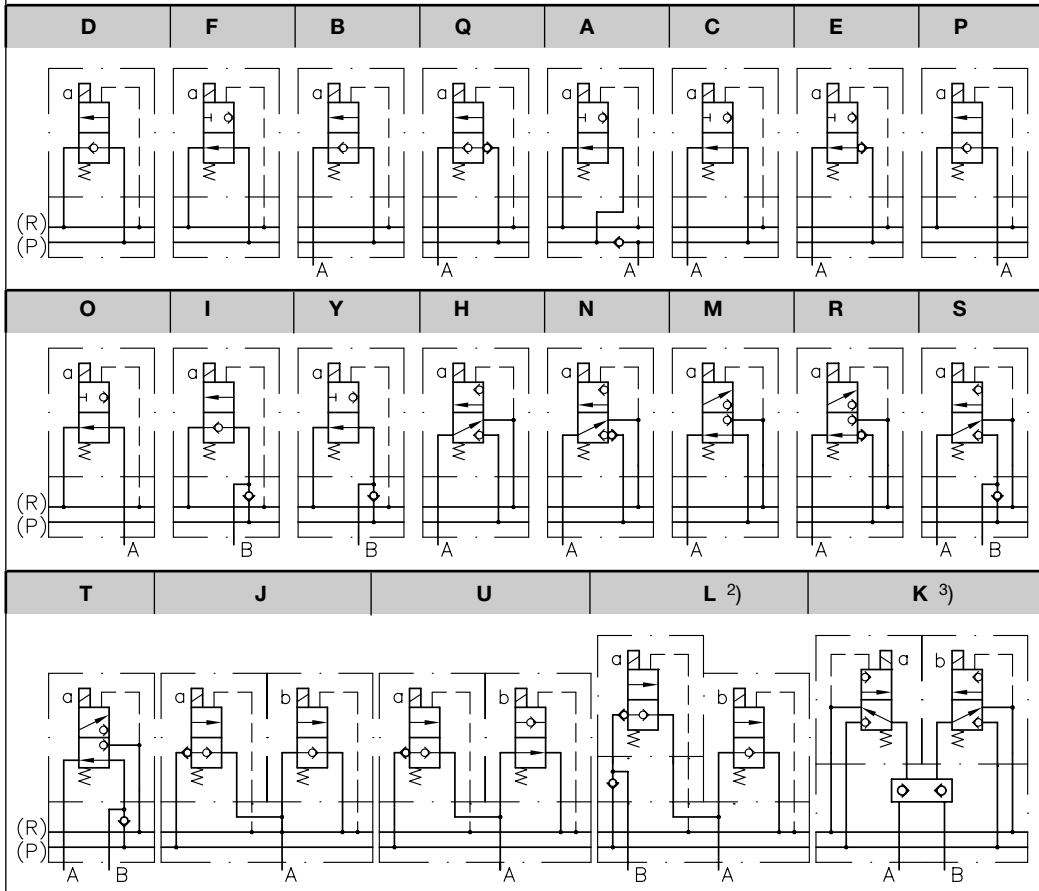 D F B Q A C E P
a a a a a a a a
(R)
(P)
A A A A A A
O I Y H N M R S
a a a a a a a a
(R)
(P)
A B B A A A A A B
T J U L 2) K 3)
a a b a b a b a b
(R)
(P)
A B A A B A A B